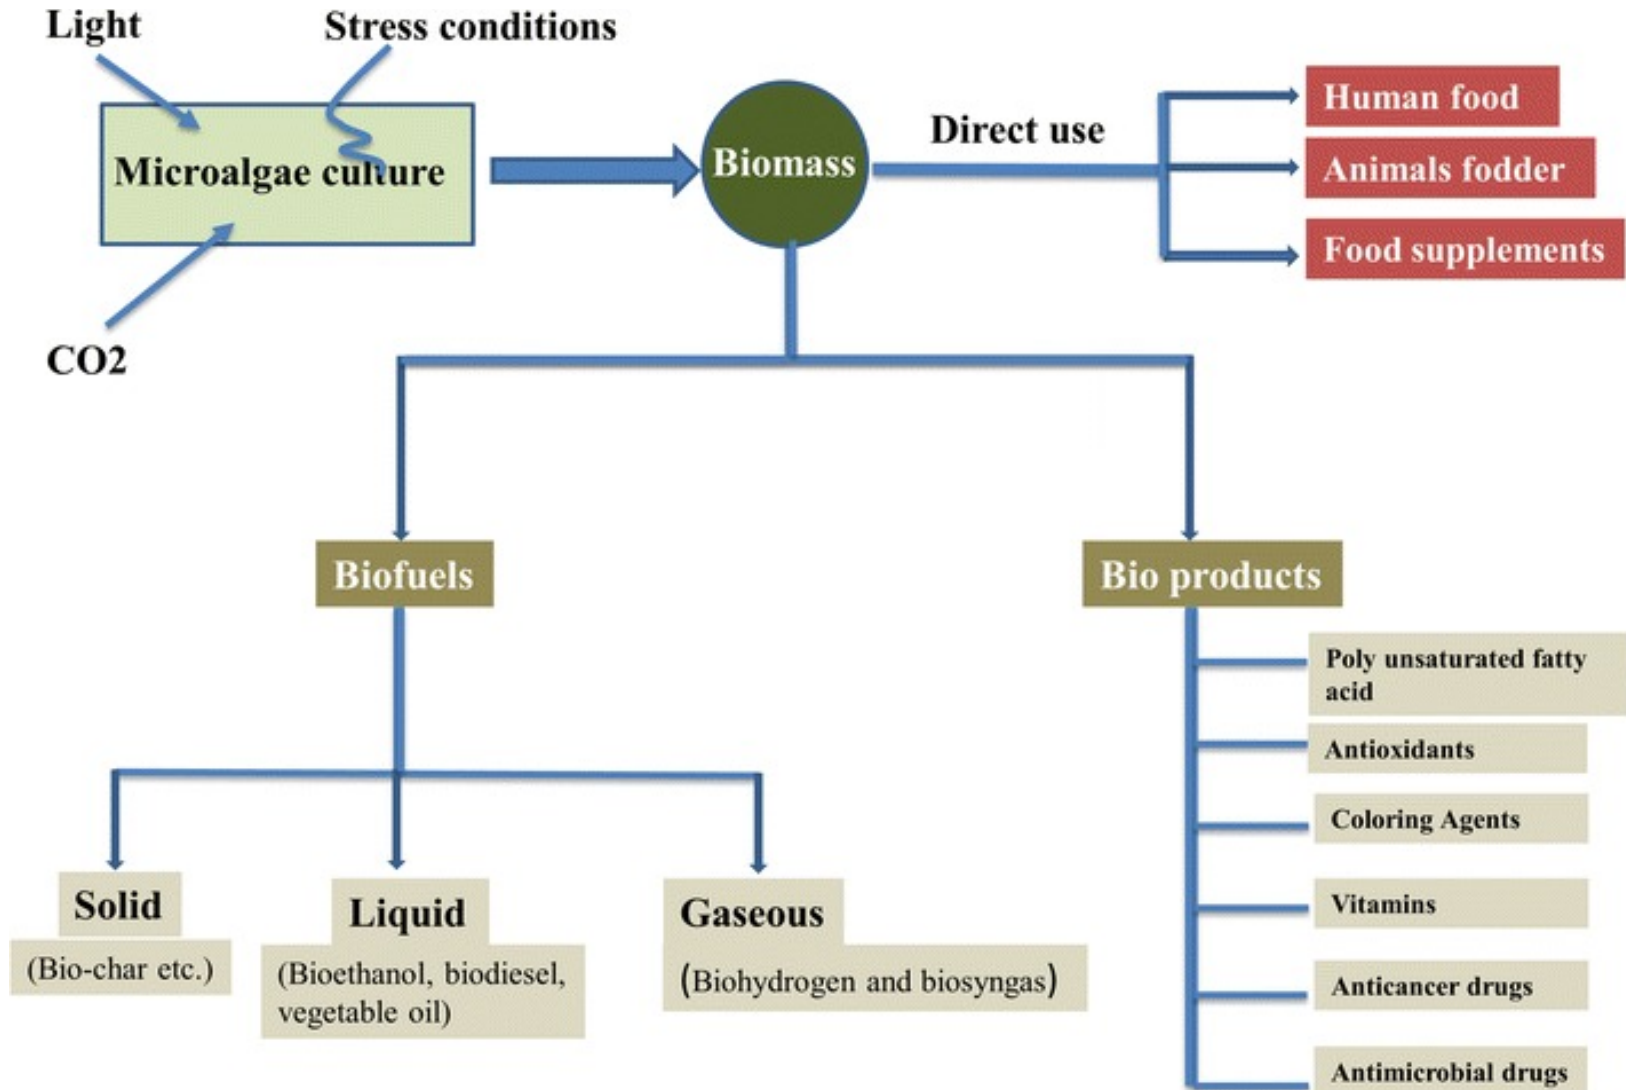 Light
Stress conditions
Microalgae culture
CO2
Biomass
Direct use
Human food
Animals fodder
Food supplements
Biofuels
Bio products
Solid
(Bio-char etc.)
Liquid
(Bioethanol, biodiesel,
vegetable oil)
Gaseous
(Biohydrogen and biosyngas)
Poly unsaturated fatty
acid
Antioxidants
Coloring Agents
Vitamins
Anticancer drugs
Antimicrobial drugs